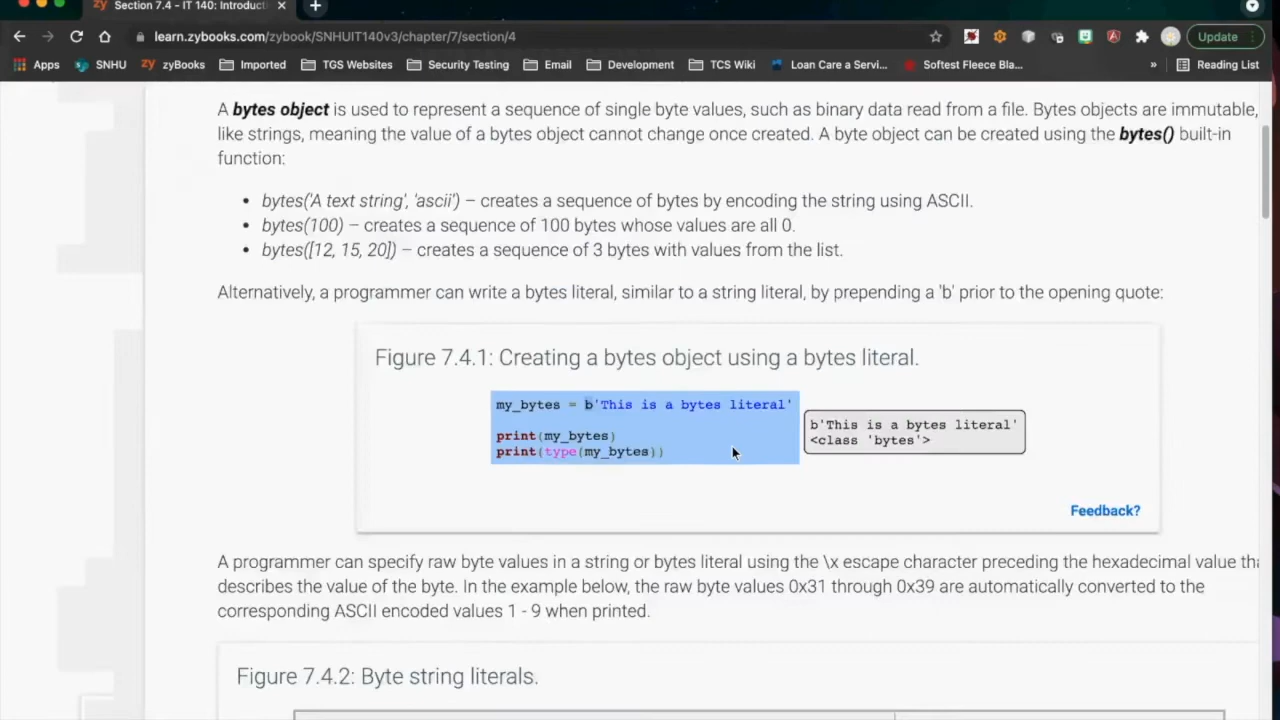 Section 7.4 - IT 140: Introducti
learn.zybooks.com/zybook/SNHUIT140v3/chapter/7/section/4
Update
Apps SNHU zyBooks Imported TGS Websites Security Testing Email Development TCS Wiki Loan Care a Servi... Softest Fleece Bla... » Reading List
A bytes object is used to represent a sequence of single byte values, such as binary data read from a file. Bytes objects are immutable,
like strings, meaning the value of a bytes object cannot change once created. A byte object can be created using the bytes() built-in
function:
• bytes('A text string', 'ascii') – creates a sequence of bytes by encoding the string using ASCII.
• bytes(100) – creates a sequence of 100 bytes whose values are all 0.
• bytes([12, 15, 20]) – creates a sequence of 3 bytes with values from the list.
Alternatively, a programmer can write a bytes literal, similar to a string literal, by prepending a 'b' prior to the opening quote:
Figure 7.4.1: Creating a bytes object using a bytes literal.
my_bytes = b'This is a bytes literal'
print(my_bytes)
print(type(my_bytes))
b'This is a bytes literal'
<class 'bytes'>
Feedback?
A programmer can specify raw byte values in a string or bytes literal using the \x escape character preceding the hexadecimal value tha
describes the value of the byte. In the example below, the raw byte values 0x31 through 0x39 are automatically converted to the
corresponding ASCII encoded values 1 - 9 when printed.
Figure 7.4.2: Byte string literals.